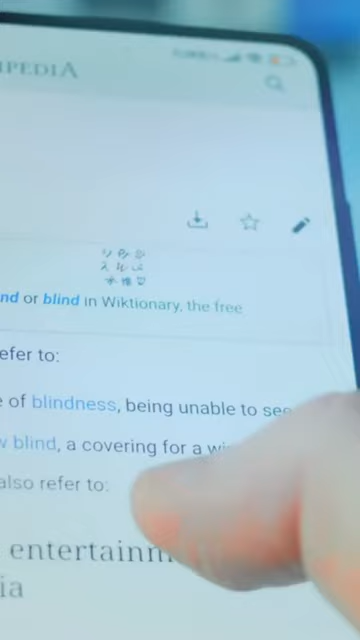 IPEDIA
nd or blind in Wiktionary, the free
efer to:
e of blindness, being unable to see
w blind, a covering for a
also refer to:
entertainm
ia